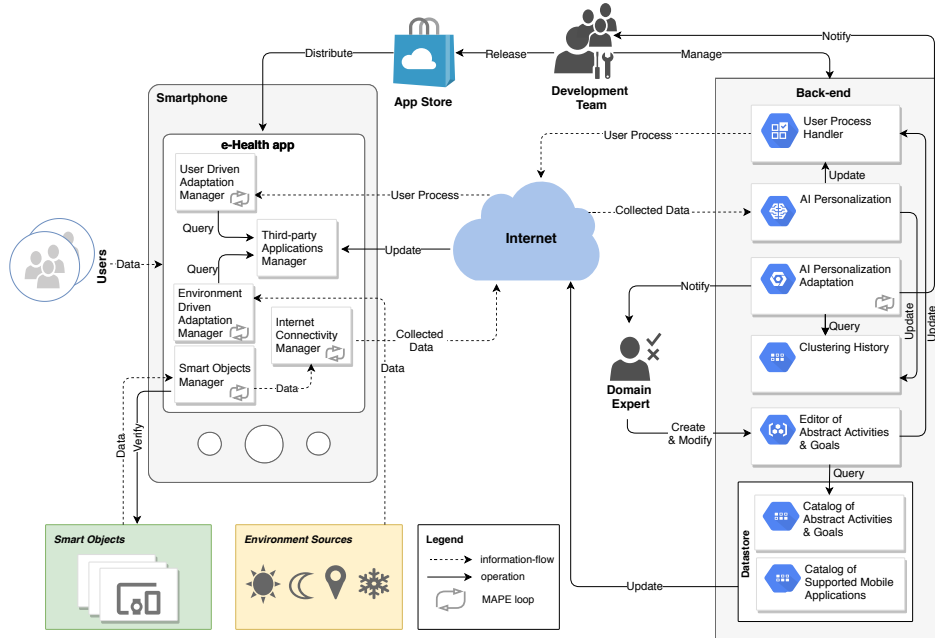 Distribute
App Store
Release
Development
Team
Manage
Notify
Smartphone
e-Health app
User Driven
Adaptation
Manager
Query
Third-party
Applications
Manager
Query
Environment
Driven
Adaptation
Manager
Internet
Connectivity
Manager
Smart Objects
Manager
Data
Users
Data
User Process
User Process
Internet
Update
Collected Data
Collected
Data
Data
Data
Verify
Notify
Domain
Expert
Create
& Modify
Back-end
User Process
Handler
Update
AI Personalization
AI Personalization
Adaptation
Query
Update
Update
Clustering History
Editor of
Abstract Activities
& Goals
Query
Datastore
Catalog of
Abstract Activities
& Goals
Catalog of
Supported Mobile
Applications
Update
Smart Objects
Environment Sources
Legend
information-flow
operation
MAPE loop